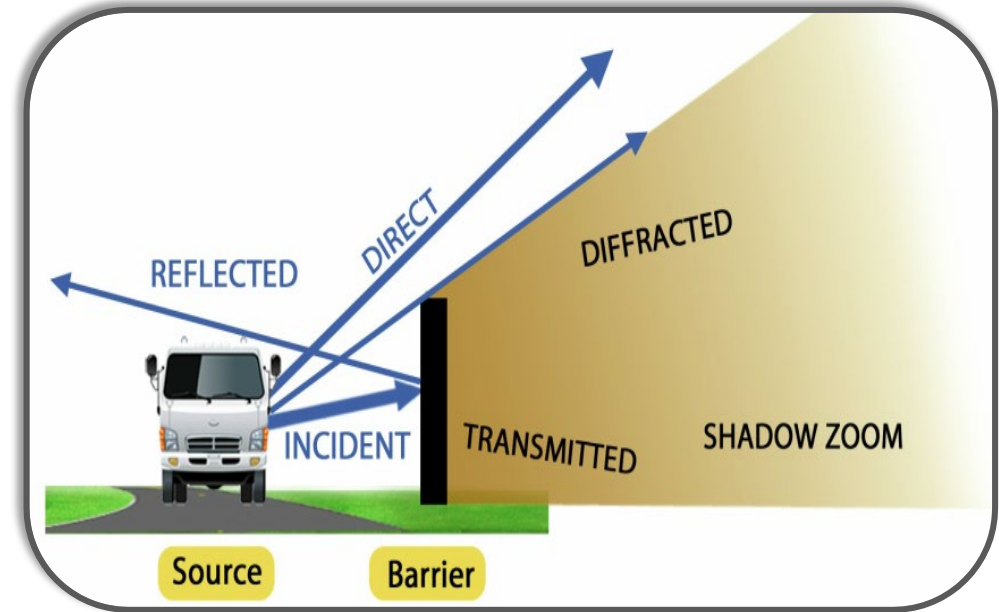 DIRECT
REFLECTED
DIFFRACTED
INCIDENT
TRANSMITTED
SHADOW ZOOM
Source
Barrier